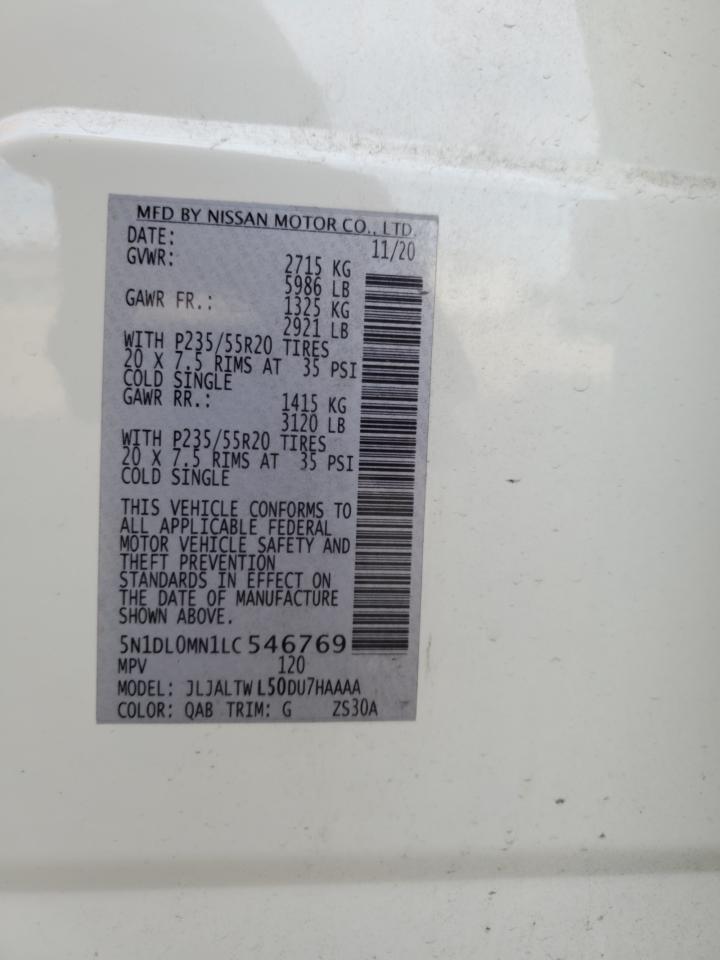 MFD BY NISSAN MOTOR CO., LTD.
DATE: 11/20
GVWR: 2715 KG
5986 LB
GAWR FR.: 1325 KG
2921 LB
WITH P235/55R20 TIRES
20 X 7.5 RIMS AT 35 PSI
COLD SINGLE
GAWR RR.: 1415 KG
3120 LB
WITH P235/55R20 TIRES
20 X 7.5 RIMS AT 35 PSI
COLD SINGLE
THIS VEHICLE CONFORMS TO
ALL APPLICABLE FEDERAL
MOTOR VEHICLE SAFETY AND
THEFT PREVENTION
STANDARDS IN EFFECT ON
THE DATE OF MANUFACTURE
SHOWN ABOVE.
5N1DL0MN1LC546769
MPV 120
MODEL: JLJALTWL50DU7HAAAA
COLOR: QAB TRIM: G ZS30A